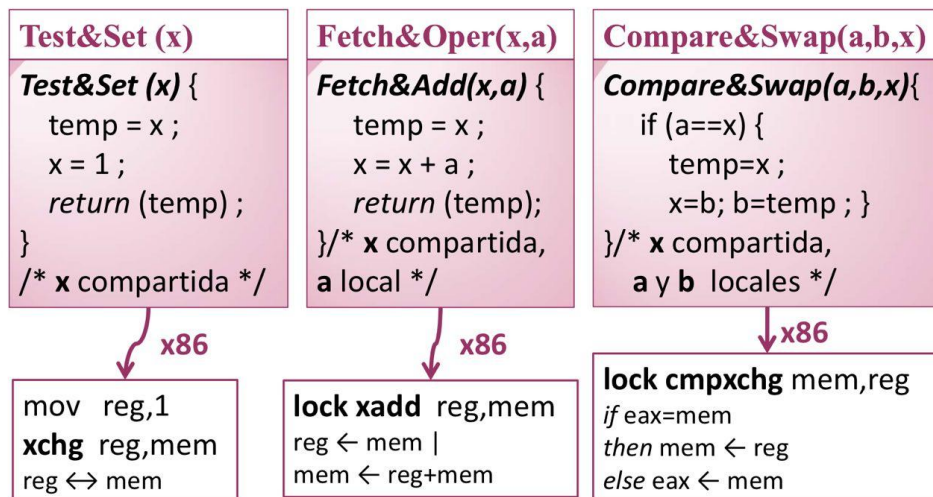 Test&Set (x)
Test&Set (x) {
temp = x ;
x = 1 ;
return (temp) ;
}
/* x compartida */
x86
mov reg,1
xchg reg,mem
reg ↔ mem
Fetch&Oper(x,a)
Fetch&Add(x,a) {
temp = x ;
x = x + a ;
return (temp);
}/* x compartida,
a local */
x86
lock xadd reg,mem
reg ← mem |
mem ← reg+mem
Compare&Swap(a,b,x)
Compare&Swap(a,b,x){
if (a==x) {
temp=x ;
x=b; b=temp ; }
}/* x compartida,
a y b locales */
x86
lock cmpxchg mem,reg
if eax=mem
then mem ← reg
else eax ← mem